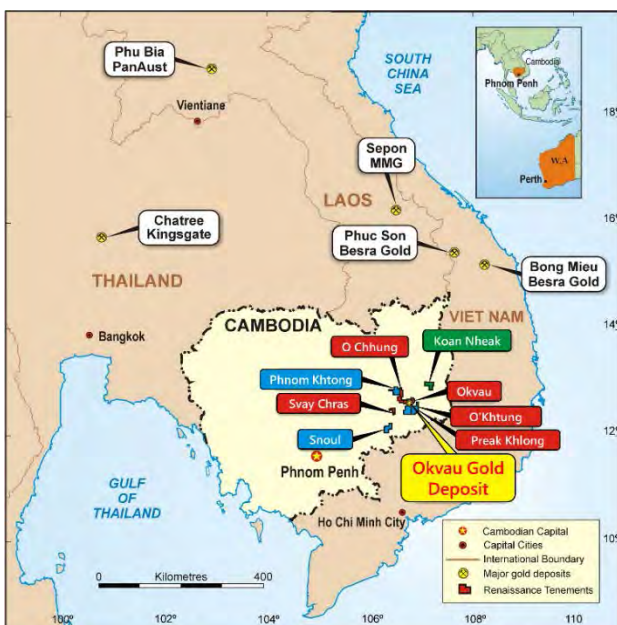 Phu Bia
PanAust
Vientiane
SOUTH
CHINA
SEA
Cambodia
Phnom Penh
W.A
Perth
18°
Sepon
MMG
LAOS
16°
Chatree
Kingsgate
Phuc Son
Besra Gold
Bong Mieu
Besra Gold
THAILAND
VIET NAM
14°
Bangkok
CAMBODIA
O Chhung
Koan Nheak
Phnom Khtong
Okvau
Svay Chras
O'Khtung
Snoul
Preak Khlong
12°
Phnom Penh
Okvau Gold
Deposit
GULF
OF
THAILAND
Ho Chi Minh City
10°
Cambodian Capital
Capital Cities
International Boundary
Major gold deposits
Renaissance Tenements
0 Kilometres 400
100° 102° 104° 106° 108° 110